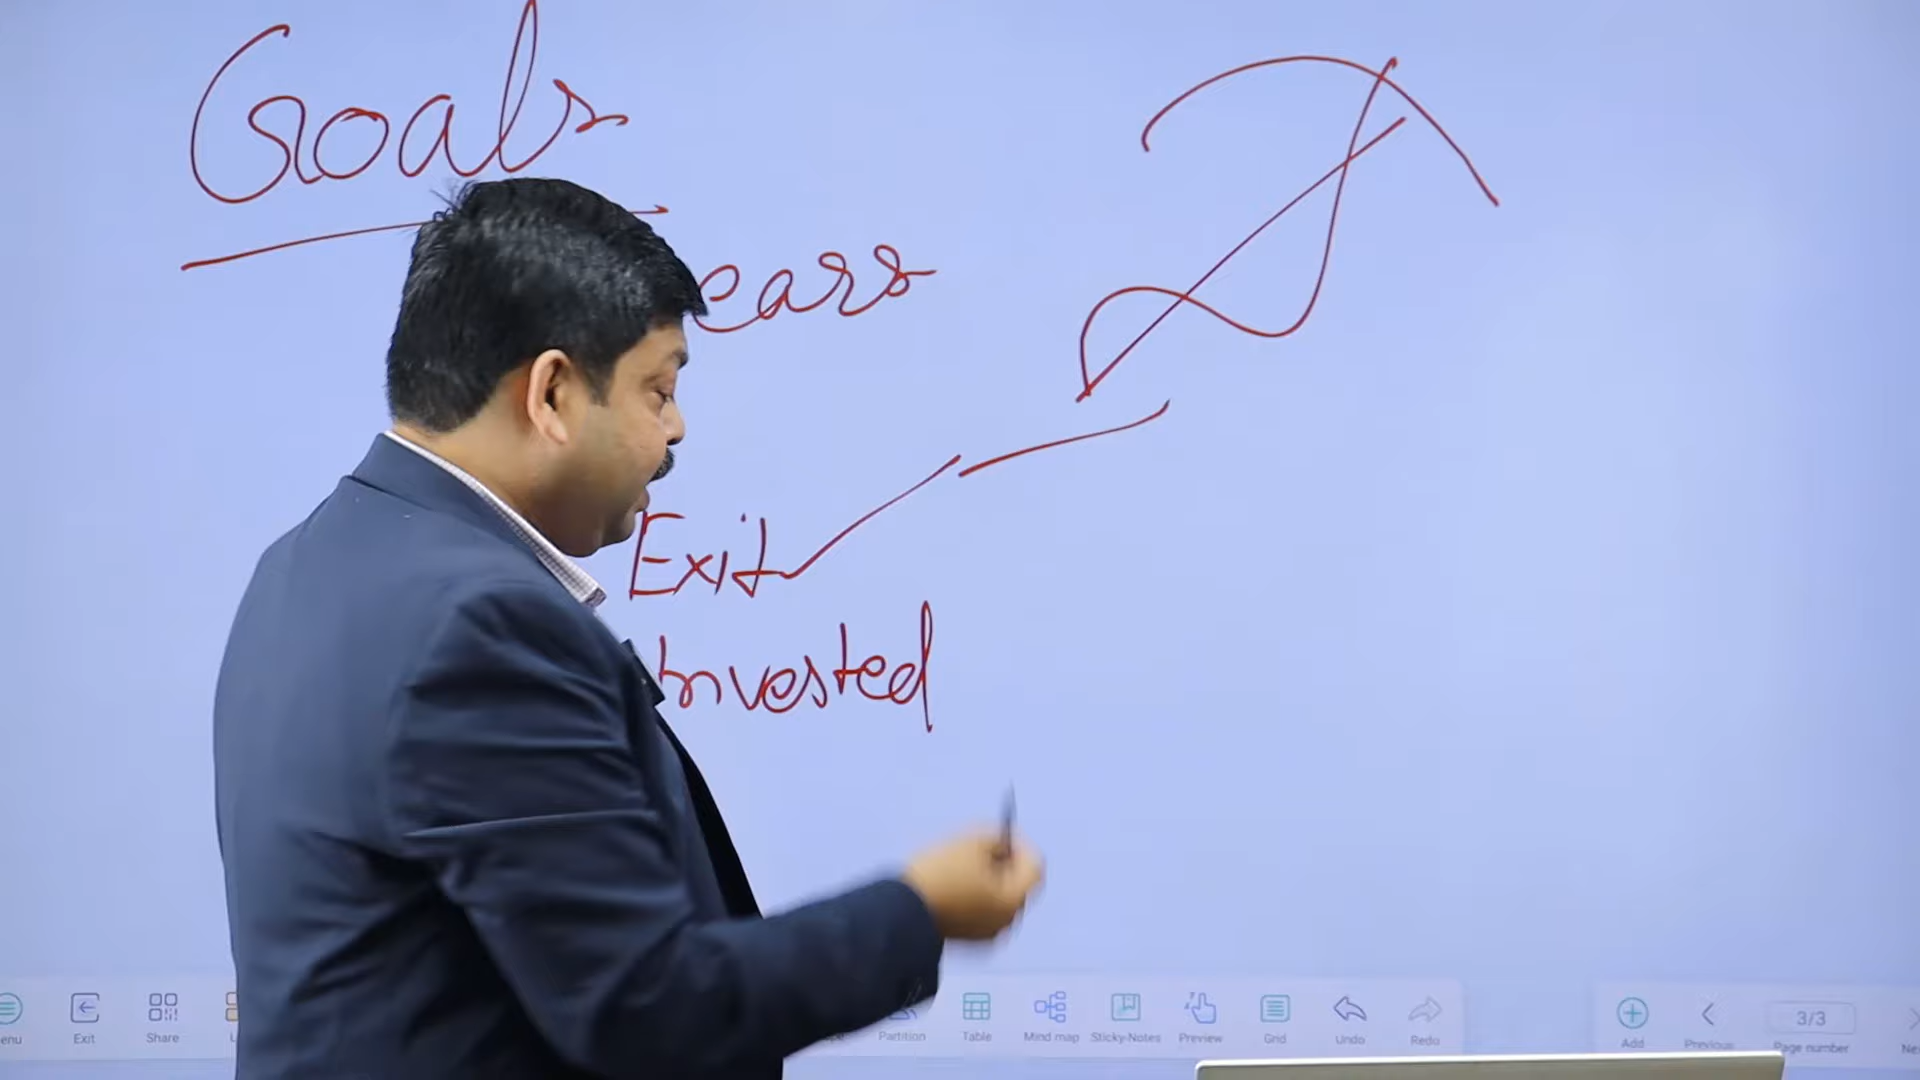 Goals
ears
Exit
Invested
Exit
Share
Partition
Table
Mind map
Sticky-Notes
Preview
Grid
Undo
Redo
Add
Previous
3/3
Page number